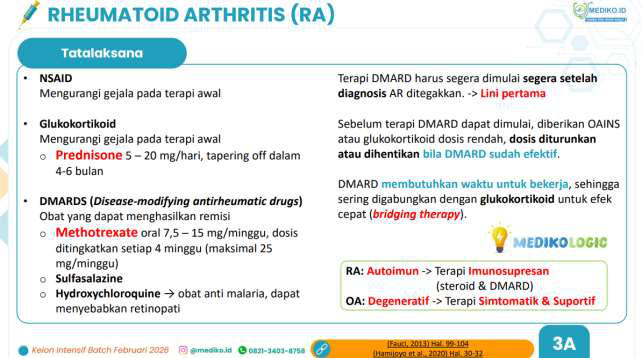 RHEUMATOID ARTHRITIS (RA)
MEDIKO.ID
Tatalaksana
• NSAID
Mengurangi gejala pada terapi awal
• Glukokortikoid
Mengurangi gejala pada terapi awal
o Prednisone 5 – 20 mg/hari, tapering off dalam
4-6 bulan
• DMARDS (Disease-modifying antirheumatic drugs)
Obat yang dapat menghasilkan remisi
o Methotrexate oral 7,5 – 15 mg/minggu, dosis
ditingkatkan setiap 4 minggu (maksimal 25
mg/minggu)
o Sulfasalazine
o Hydroxychloroquine → obat anti malaria, dapat
menyebabkan retinopati
Terapi DMARD harus segera dimulai segera setelah
diagnosis AR ditegakkan. -> Lini pertama
Sebelum terapi DMARD dapat dimulai, diberikan OAINS
atau glukokortikoid dosis rendah, dosis diturunkan
atau dihentikan bila DMARD sudah efektif.
DMARD membutuhkan waktu untuk bekerja, sehingga
sering digabungkan dengan glukokortikoid untuk efek
cepat (bridging therapy).
MEDIKOLOGIC
RA: Autoimun -> Terapi Imunosupresan
(steroid & DMARD)
OA: Degeneratif -> Terapi Simtomatik & Suportif
Kelon Intensif Batch Februari 2026
@mediko.id
0821-3403-8758
(Fauci, 2013) Hal. 99-104
(Hamijoyo et al., 2020) Hal. 30-32
3A